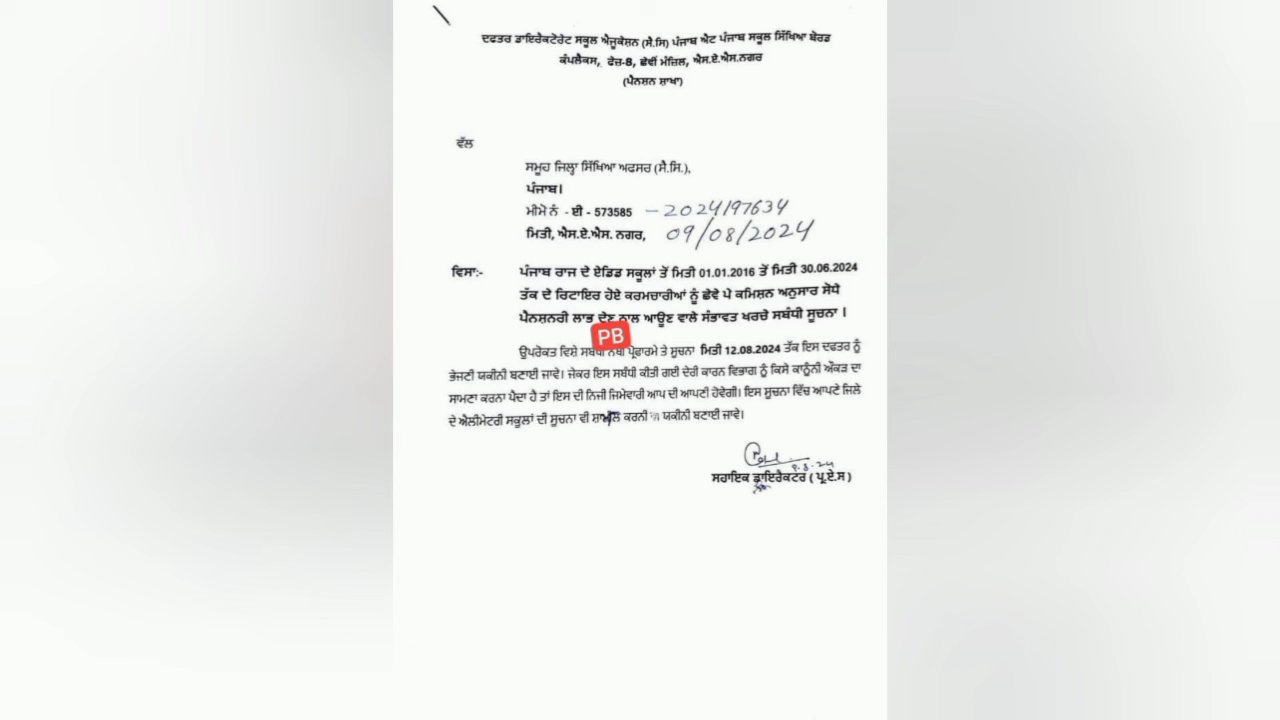 ਦਫਤਰ ਡਾਇਰੈਕਟੋਰੇਟ ਸਕੂਲ ਐਜੂਕੇਸ਼ਨ (ਸੈ.ਸਿ) ਪੰਜਾਬ ਐਟ ਪੰਜਾਬ ਸਕੂਲ ਸਿੱਖਿਆ ਬੋਰਡ
ਕੰਪਲੈਕਸ, ਫੇਜ਼-8, ਛੇਵੀਂ ਮੰਜ਼ਿਲ, ਐਸ.ਏ.ਐਸ.ਨਗਰ
(ਪੈਨਸ਼ਨ ਸ਼ਾਖਾ)
ਵੱਲ
ਸਮੂਹ ਜਿਲ੍ਹਾ ਸਿੱਖਿਆ ਅਫਸਰ (ਸੈ.ਸਿ.),
ਪੰਜਾਬ।
ਮੀਮੋ ਨੰ - ਈ - 573585 - 2024197634
ਮਿਤੀ, ਐਸ.ਏ.ਐਸ. ਨਗਰ, 09/08/2024
ਵਿਸ਼ਾ:- ਪੰਜਾਬ ਰਾਜ ਦੇ ਏਡਿਡ ਸਕੂਲਾਂ ਤੋਂ ਮਿਤੀ 01.01.2016 ਤੋਂ ਮਿਤੀ 30.06.2024
ਤੱਕ ਦੇ ਰਿਟਾਇਰ ਹੋਏ ਕਰਮਚਾਰੀਆਂ ਨੂੰ ਛੇਵੇ ਪੇ ਕਮਿਸ਼ਨ ਅਨੁਸਾਰ ਸੋਧੇ
ਪੈਨਸ਼ਨਰੀ ਲਾਭ ਦੇਣ ਨਾਲ ਆਉਣ ਵਾਲੇ ਸੰਭਾਵਤ ਖਰਚੇ ਸਬੰਧੀ ਸੂਚਨਾ ।
PB
ਉਪਰੋਕਤ ਵਿਸ਼ੇ ਸਬੰਧੀ ਨੱਥੀ ਪ੍ਰੋਫਾਰਮੇ ਤੇ ਸੂਚਨਾ ਮਿਤੀ 12.08.2024 ਤੱਕ ਇਸ ਦਫਤਰ ਨੂੰ
ਭੇਜਣੀ ਯਕੀਨੀ ਬਣਾਈ ਜਾਵੇ। ਜੇਕਰ ਇਸ ਸਬੰਧੀ ਕੀਤੀ ਗਈ ਦੇਰੀ ਕਾਰਨ ਵਿਭਾਗ ਨੂੰ ਕਿਸੇ ਕਾਨੂੰਨੀ ਔਕੜ ਦਾ
ਸਾਮਣਾ ਕਰਨਾ ਪੈਦਾ ਹੈ ਤਾਂ ਇਸ ਦੀ ਨਿਜੀ ਜਿਮੇਵਾਰੀ ਆਪ ਦੀ ਆਪਣੀ ਹੋਵੇਗੀ। ਇਸ ਸੂਚਨਾ ਵਿੱਚ ਆਪਣੇ ਜਿਲੇ
ਦੇ ਐਲੀਮੇਟਰੀ ਸਕੂਲਾਂ ਦੀ ਸੂਚਨਾ ਵੀ ਸ਼ਾਮਲ ਕਰਨੀ ਯਕੀਨੀ ਬਣਾਈ ਜਾਵੇ।
9.8.24
ਸਹਾਇਕ ਡਾਇਰੈਕਟਰ ( ਪ੍ਰ.ਏ.ਸ )